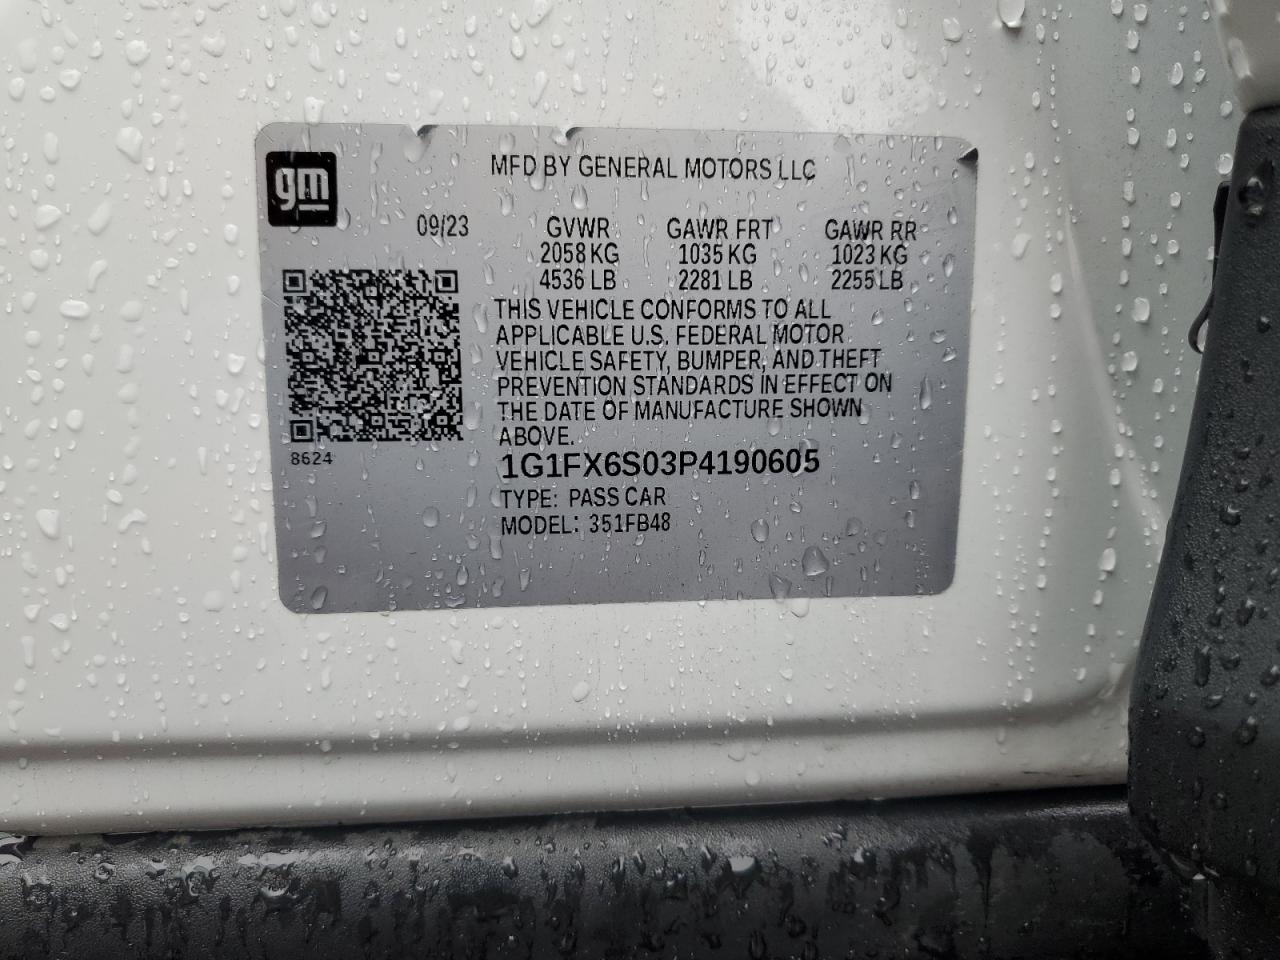 gm
MFD BY GENERAL MOTORS LLC
09/23 GVWR GAWR FRT GAWR RR
2058 KG 1035 KG 1023 KG
4536 LB 2281 LB 2255 LB
THIS VEHICLE CONFORMS TO ALL
APPLICABLE U.S. FEDERAL MOTOR
VEHICLE SAFETY, BUMPER, AND THEFT
PREVENTION STANDARDS IN EFFECT ON
THE DATE OF MANUFACTURE SHOWN
ABOVE.
8624
1G1FX6S03P4190605
TYPE: PASS CAR
MODEL: 351FB48